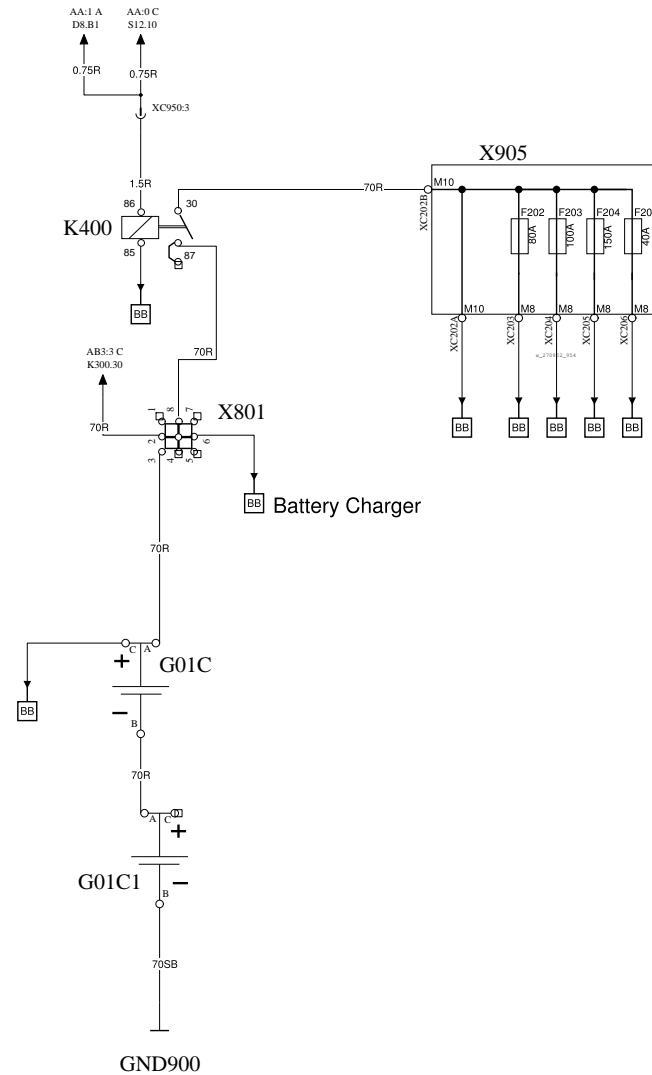 AA:1 A
D8.B1
AA:0 C
S12.10
0.75R
0.75R
XC950:3
1.5R
86
30
K400
85
87
BB
70R
X905
M10
XC202B
F202
80A
F203
100A
F204
150A
F20
40A
M10
M8
M8
M8
M8
XC202A
XC203
XC204
XC205
XC206
BB
BB
BB
BB
BB
70R
AB3:3 C
K300.30
70R
X801
1
8
7
2
6
3
4
5
BB
Battery Charger
70R
C
A
+
G01C
BB
−
B
70R
A
C
+
G01C1
−
B
70SB
GND900